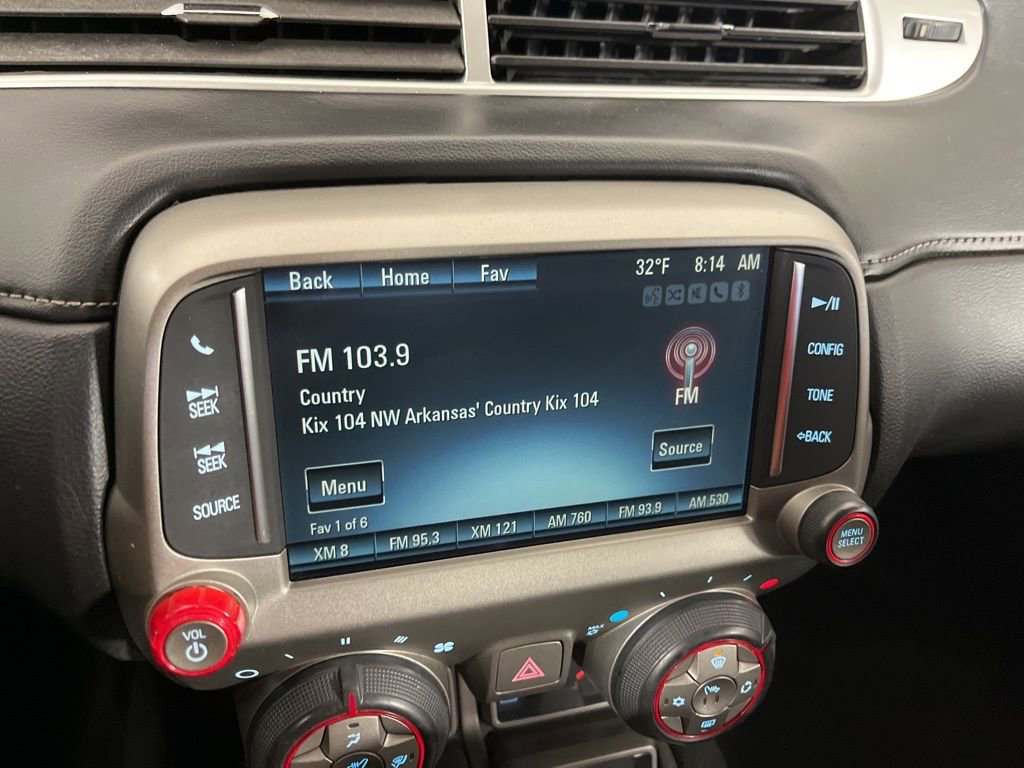 Back Home Fav 32°F 8:14 AM
FM 103.9
Country
Kix 104 NW Arkansas' Country Kix 104
FM
Menu
Source
Fav 1 of 6
XM 8 FM 95.3 XM 121 AM 760 FM 93.9 AM 530
SEEK
SEEK
SOURCE
CONFIG
TONE
BACK
VOL
MENU
SELECT
MAX